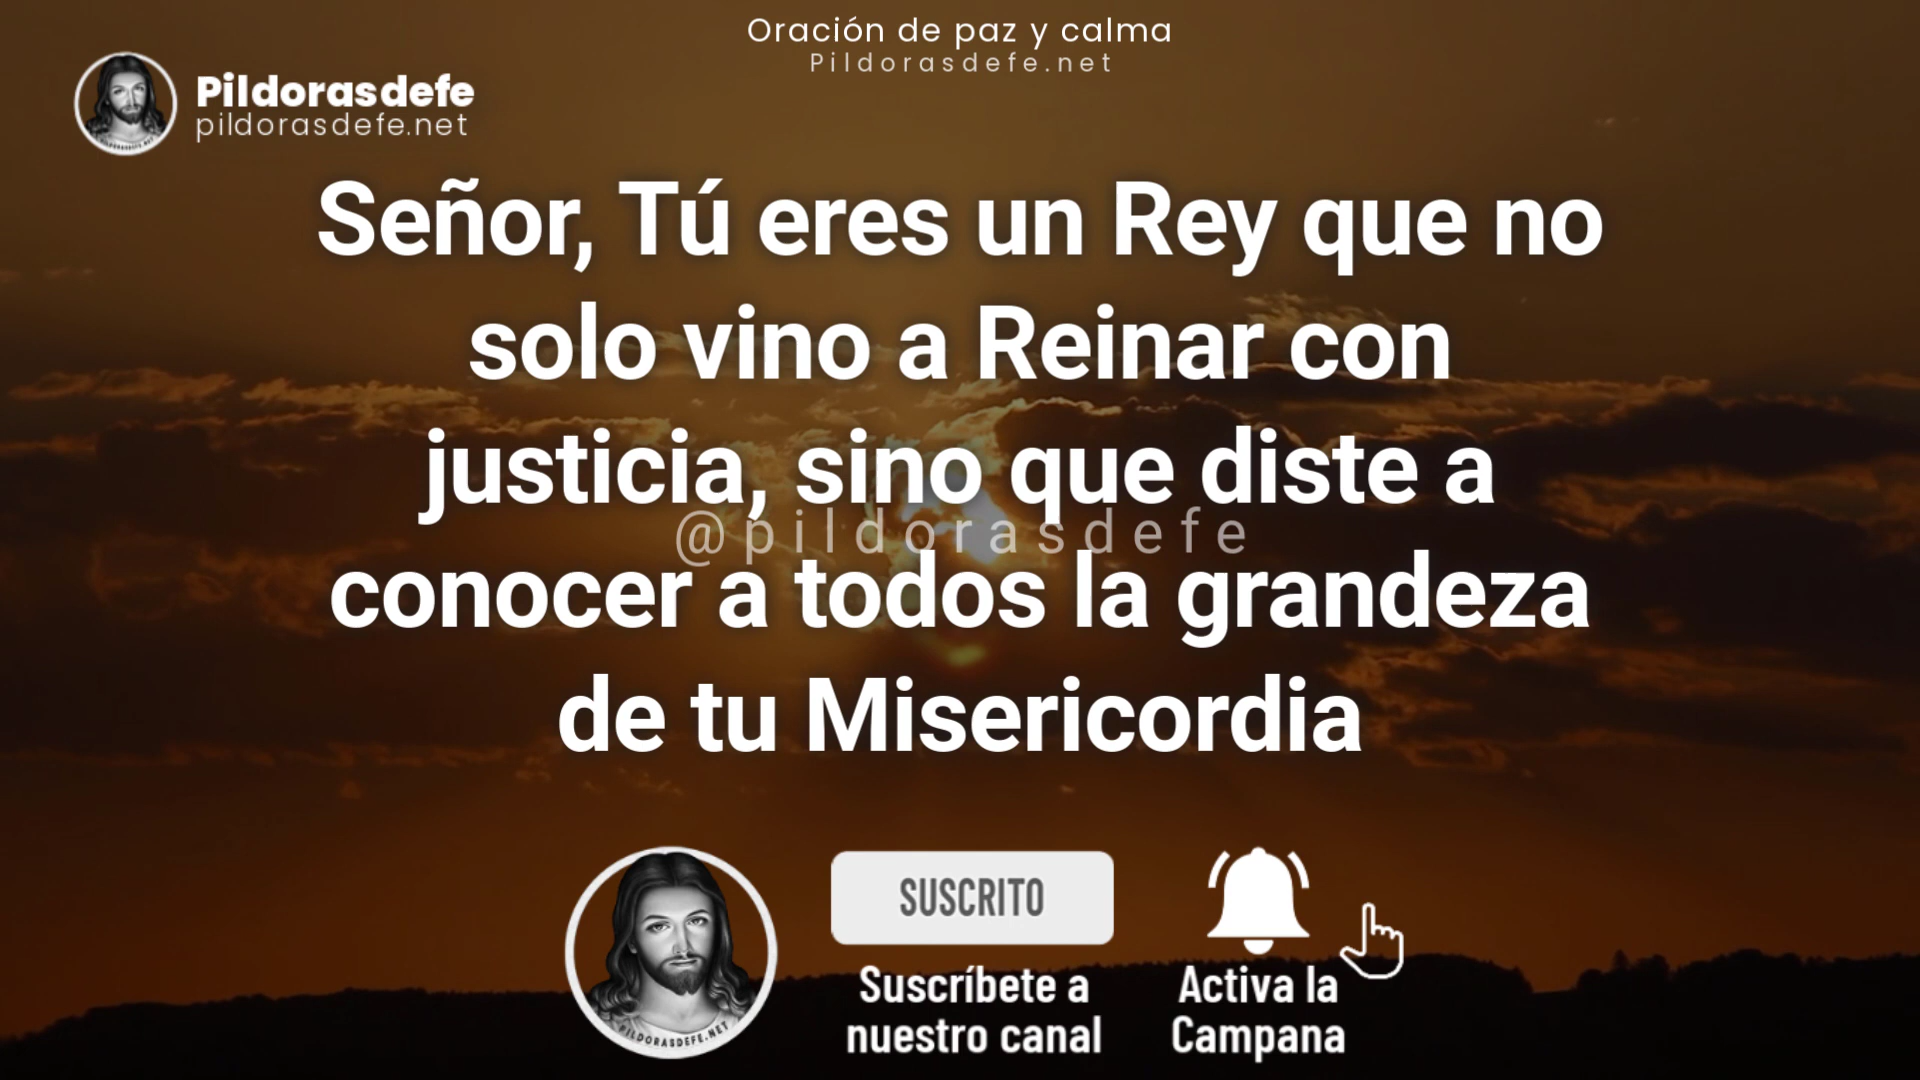 Oración de paz y calma
Pildorasdefe.net
Pildorasdefe
pildorasdefe.net
Señor, Tú eres un Rey que no
solo vino a Reinar con
justicia, sino que diste a
@pildorasdefe
conocer a todos la grandeza
de tu Misericordia
SUSCRITO
Suscríbete a
nuestro canal
Activa la
Campana
PILDORASDEFE.NET